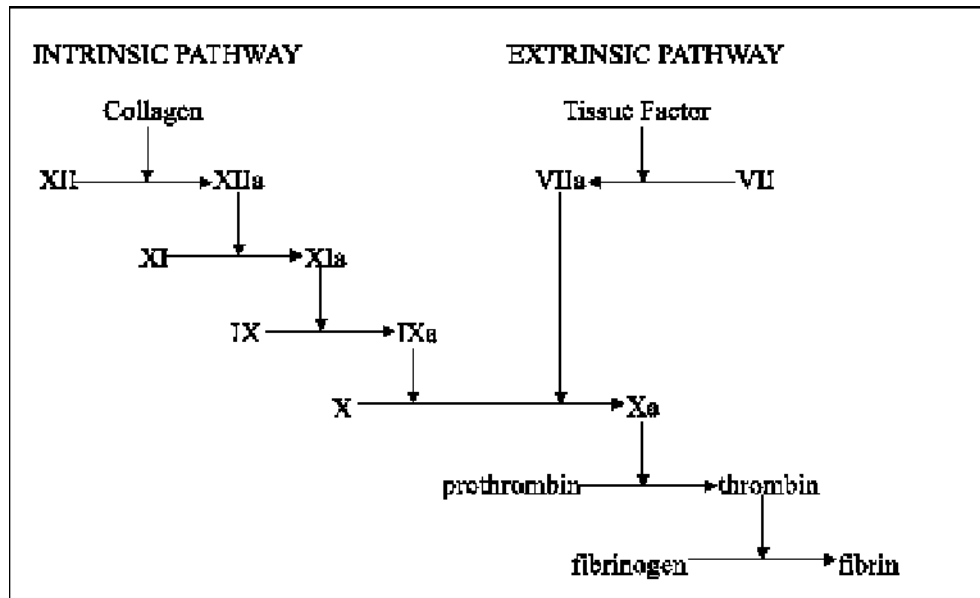 INTRINSIC PATHWAY EXTRINSIC PATHWAY
Collagen Tissue Factor
XII XIIa VIIa VII
XI XIa
IX IXa
X Xa
prothrombin thrombin
fibrinogen fibrin